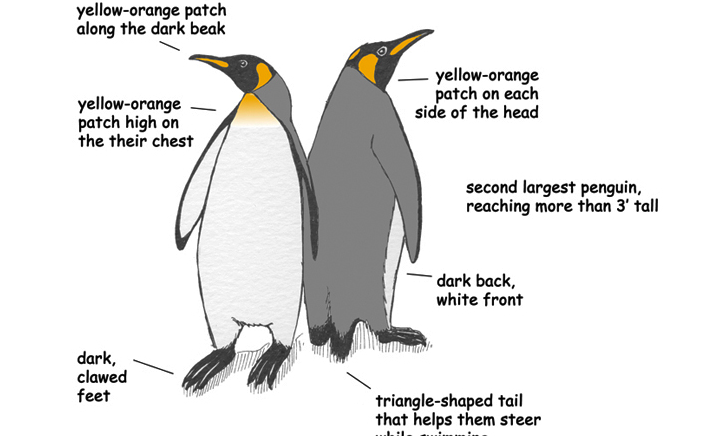 yellow-orange patch
along the dark beak
yellow-orange
patch high on
the their chest
yellow-orange
patch on each
side of the head
second largest penguin,
reaching more than 3' tall
dark back,
white front
dark,
clawed
feet
triangle-shaped tail
that helps them steer
while swimming